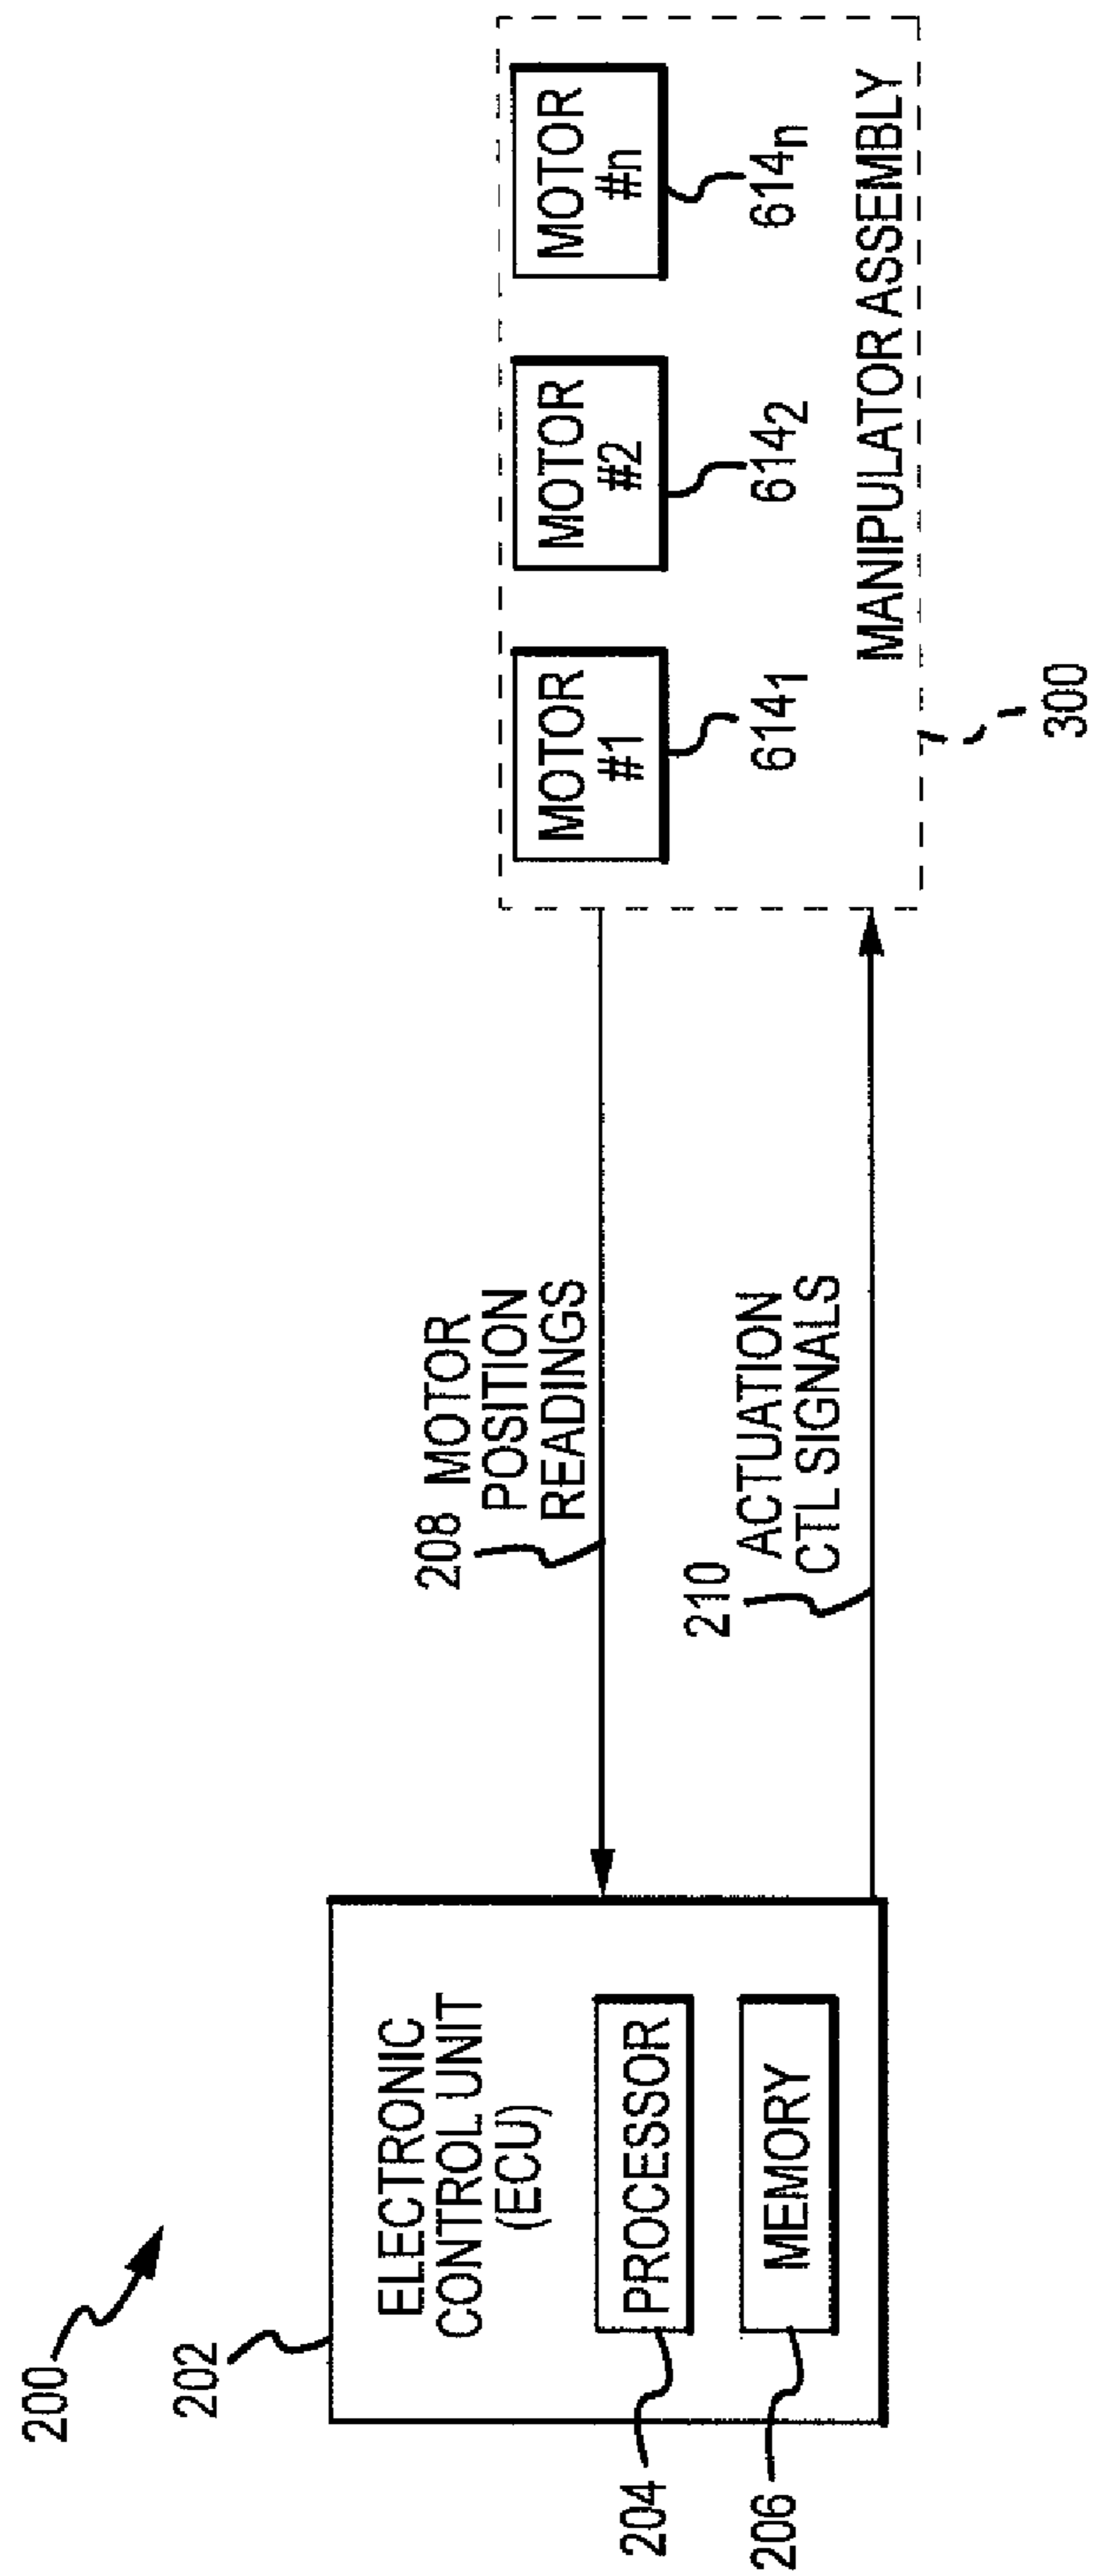 200
202
ELECTRONIC
CONTROL UNIT
(ECU)
PROCESSOR
MEMORY
204
206
208
MOTOR
POSITION
READINGS
210
ACTUATION
CTL SIGNALS
MOTOR
#1
MOTOR
#2
MOTOR
#n
614₁
614₂
614ₙ
MANIPULATOR ASSEMBLY
300